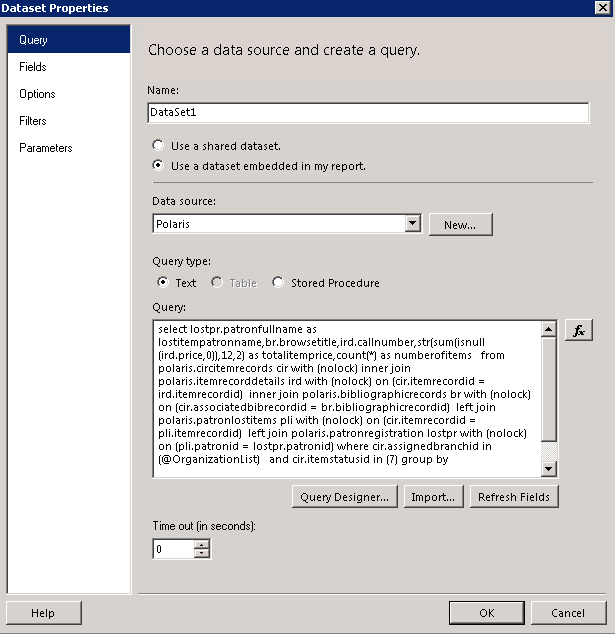 Dataset Properties
Query
Fields
Options
Filters
Parameters
Choose a data source and create a query.
Name:
DataSet1
Use a shared dataset.
Use a dataset embedded in my report.
Data source:
Polaris
New...
Query type:
Text
Table
Stored Procedure
Query:
select lostpr.patronfullname as
lostitempatronname,br.browsetitle,ird.callnumber,str(sum(isnull
(ird.price,0)),12,2) as totalitemprice,count(*) as numberofitems from
polaris.circitemrecords cir with (nolock) inner join
polaris.itemrecorddetails ird with (nolock) on (cir.itemrecordid =
ird.itemrecordid) inner join polaris.bibliographicrecords br with (nolock)
on (cir.associatedbibrecordid = br.bibliographicrecordid) left join
polaris.patronlostitems pli with (nolock) on (cir.itemrecordid =
pli.itemrecordid) left join polaris.patronregistration lostpr with (nolock)
on (pli.patronid = lostpr.patronid) where cir.assignedbranchid in
(@OrganizationList) and cir.itemstatusid in (7) group by
fx
Query Designer...
Import...
Refresh Fields
Time out (in seconds):
0
Help
OK
Cancel